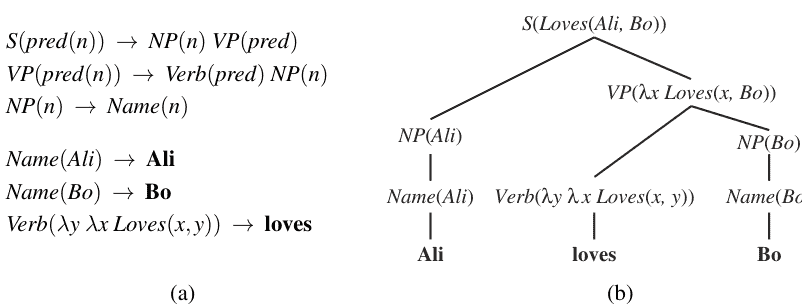 S(pred(n)) → NP(n) VP(pred)
VP(pred(n)) → Verb(pred) NP(n)
NP(n) → Name(n)
Name(Ali) → Ali
Name(Bo) → Bo
Verb(λy λx Loves(x,y)) → loves
(a)
S(Loves(Ali, Bo))
VP(λx Loves(x, Bo))
NP(Ali)
NP(Bo)
Name(Ali) Verb(λy λx Loves(x, y)) Name(Bo
Ali loves Bo
(b)